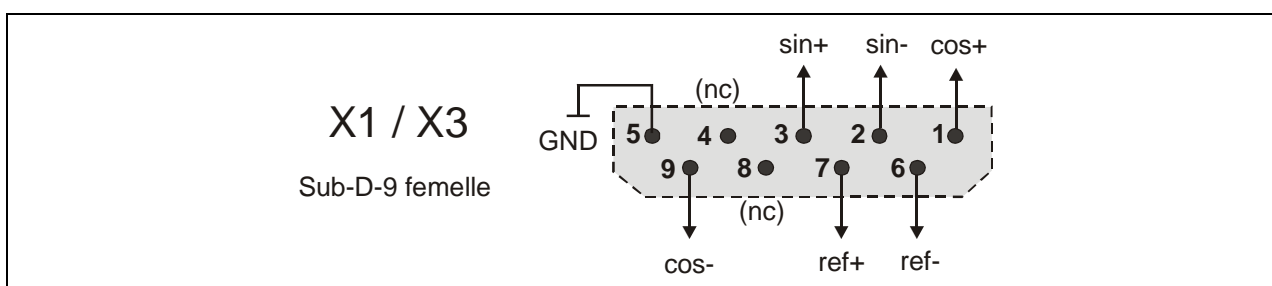 sin+ sin- cos+
(nc)
X1 / X3
GND
5 4 3 2 1
9 8 7 6
Sub-D-9 femelle
(nc)
cos- ref+ ref-